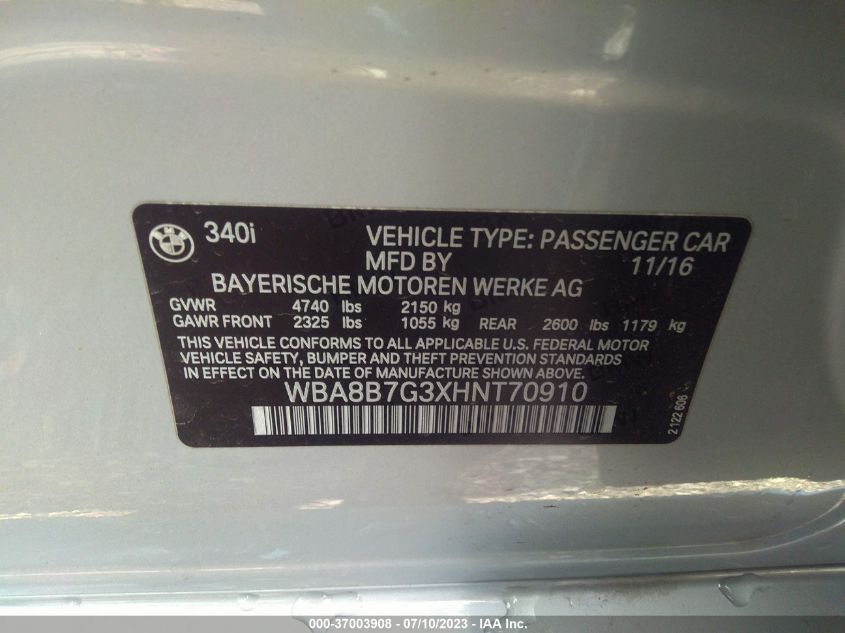 340i VEHICLE TYPE: PASSENGER CAR
MFD BY 11/16
BAYERISCHE MOTOREN WERKE AG
GVWR 4740 lbs 2150 kg
GAWR FRONT 2325 lbs 1055 kg REAR 2600 lbs 1179 kg
THIS VEHICLE CONFORMS TO ALL APPLICABLE U.S. FEDERAL MOTOR
VEHICLE SAFETY, BUMPER AND THEFT PREVENTION STANDARDS
IN EFFECT ON THE DATE OF MANUFACTURE SHOWN ABOVE.
WBA8B7G3XHNT70910
2 122 606
000-37003908 - 07/10/2023 - IAA Inc.